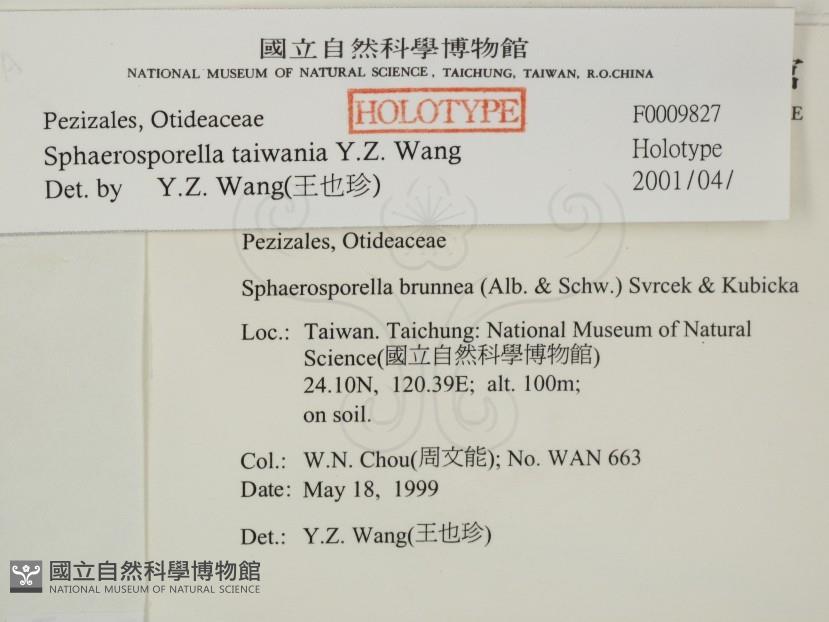 國立自然科學博物館
NATIONAL MUSEUM OF NATURAL SCIENCE, TAICHUNG, TAIWAN, R.O.CHINA
Pezizales, Otideaceae
HOLOTYPE
F0009827
Sphaerosporella taiwania Y.Z. Wang
Holotype
Det. by Y.Z. Wang(王也珍)
2001/04/
E
Pezizales, Otideaceae
Sphaerosporella brunnea (Alb. & Schw.) Svrcek & Kubicka
Loc.: Taiwan. Taichung: National Museum of Natural
Science(國立自然科學博物館)
24.10N, 120.39E; alt. 100m;
on soil.
Col.: W.N. Chou(周文能); No. WAN 663
Date: May 18, 1999
Det.: Y.Z. Wang(王也珍)
國立自然科學博物館
NATIONAL MUSEUM OF NATURAL SCIENCE